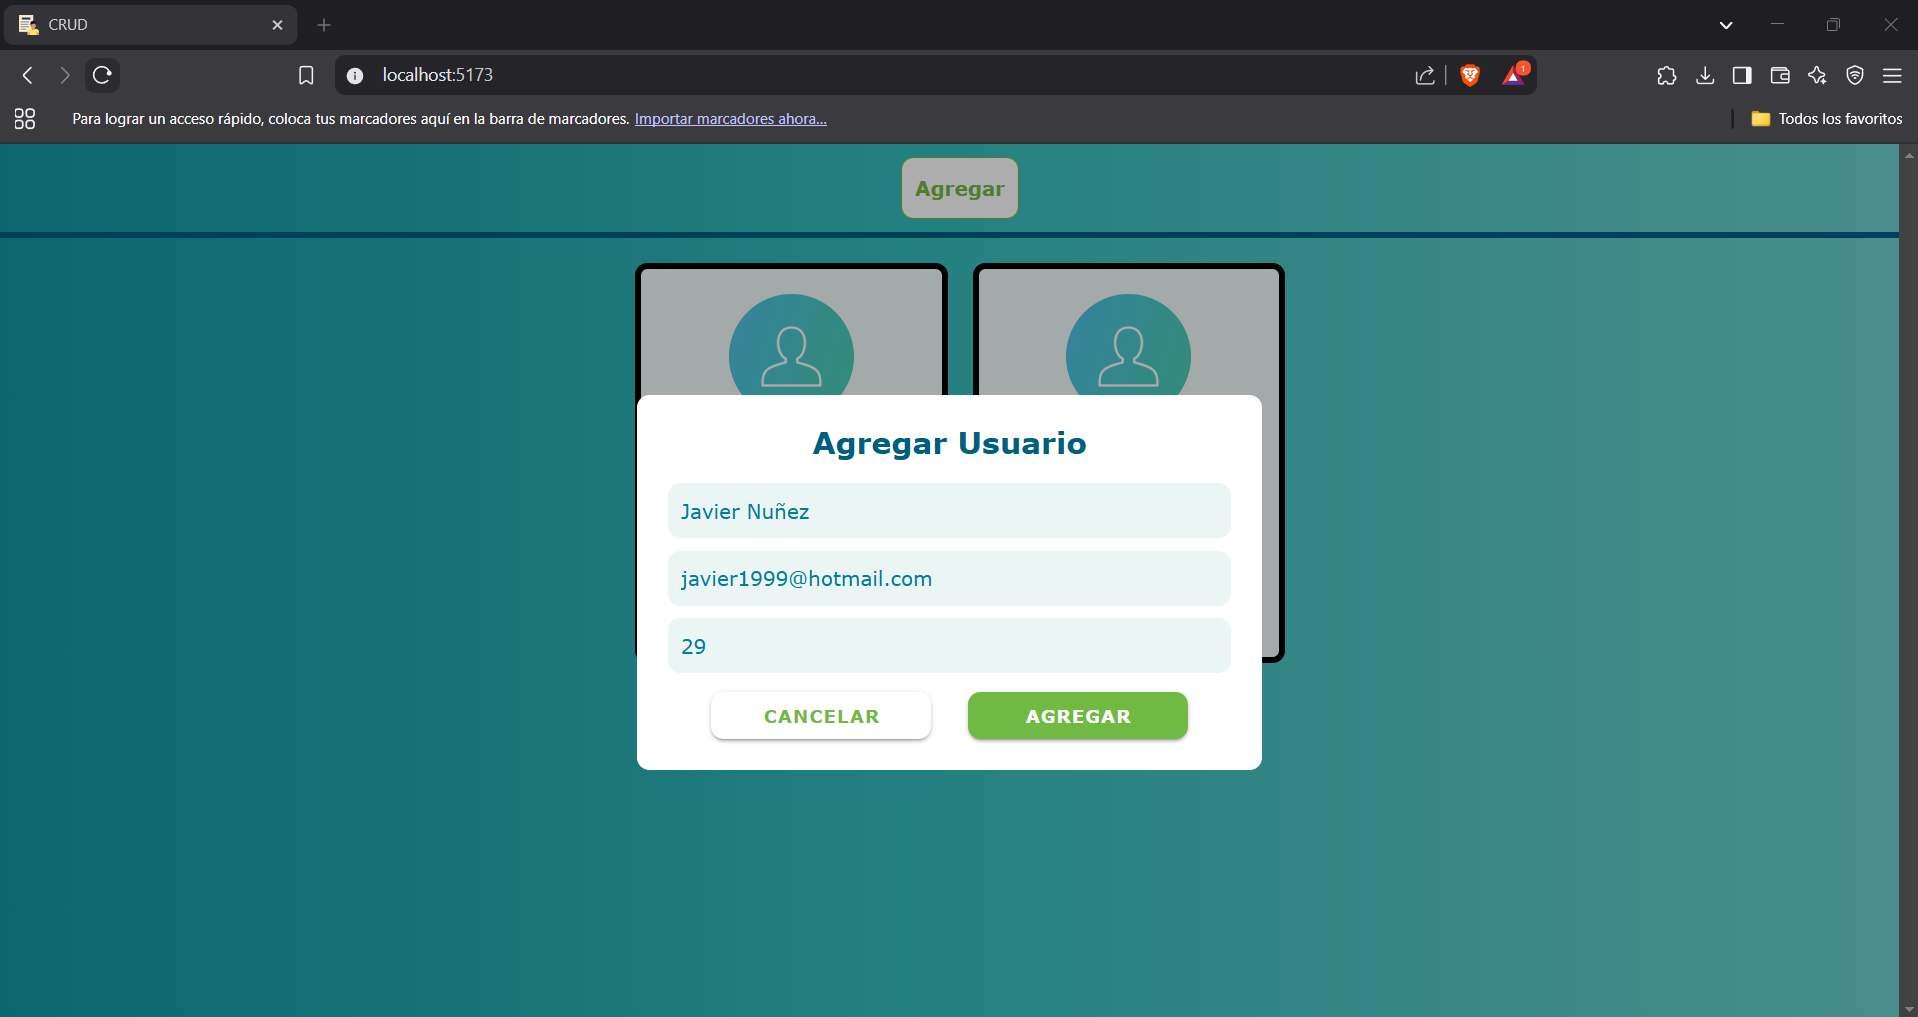 CRUD
localhost:5173
1
Para lograr un acceso rápido, coloca tus marcadores aquí en la barra de marcadores. Importar marcadores ahora...
Todos los favoritos
Agregar
Agregar Usuario
Javier Nuñez
javier1999@hotmail.com
29
CANCELAR
AGREGAR